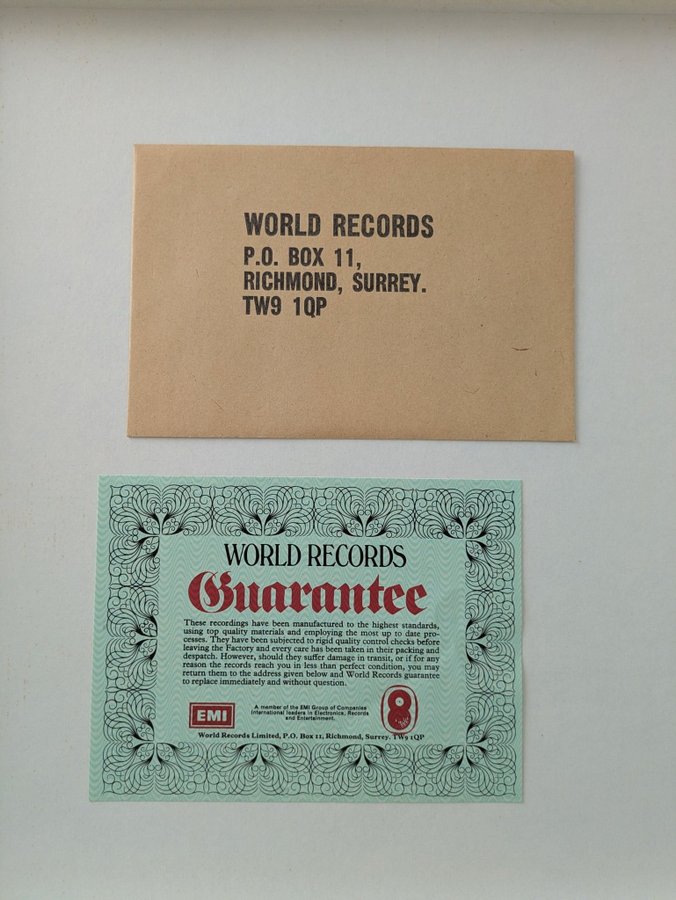 WORLD RECORDS
P.O. BOX 11,
RICHMOND, SURREY.
TW9 1QP
WORLD RECORDS
Guarantee
These recordings have been manufactured to the highest standards,
using top quality materials and employing the most up to date pro-
cesses. They have been subjected to rigid quality control checks before
leaving the Factory and every care has been taken in their packing and
despatch. However, should they suffer damage in transit, or if for any
reason the records reach you in less than perfect condition, you may
return them to the address given below and World Records guarantee
to replace immediately and without question.
EMI
A member of the EMI Group of Companies
International leaders in Electronics, Records
and Entertainment.
World Records Limited, P.O. Box 11, Richmond, Surrey. TW9 1QP